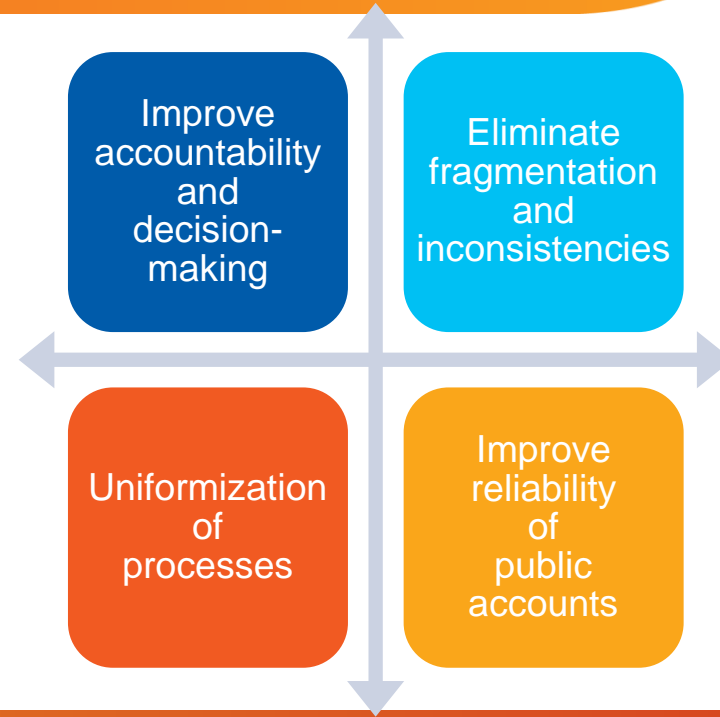 Improve
accountability
and
decision-
making
Eliminate
fragmentation
and
inconsistencies
Uniformization
of
processes
Improve
reliability
of
public
accounts